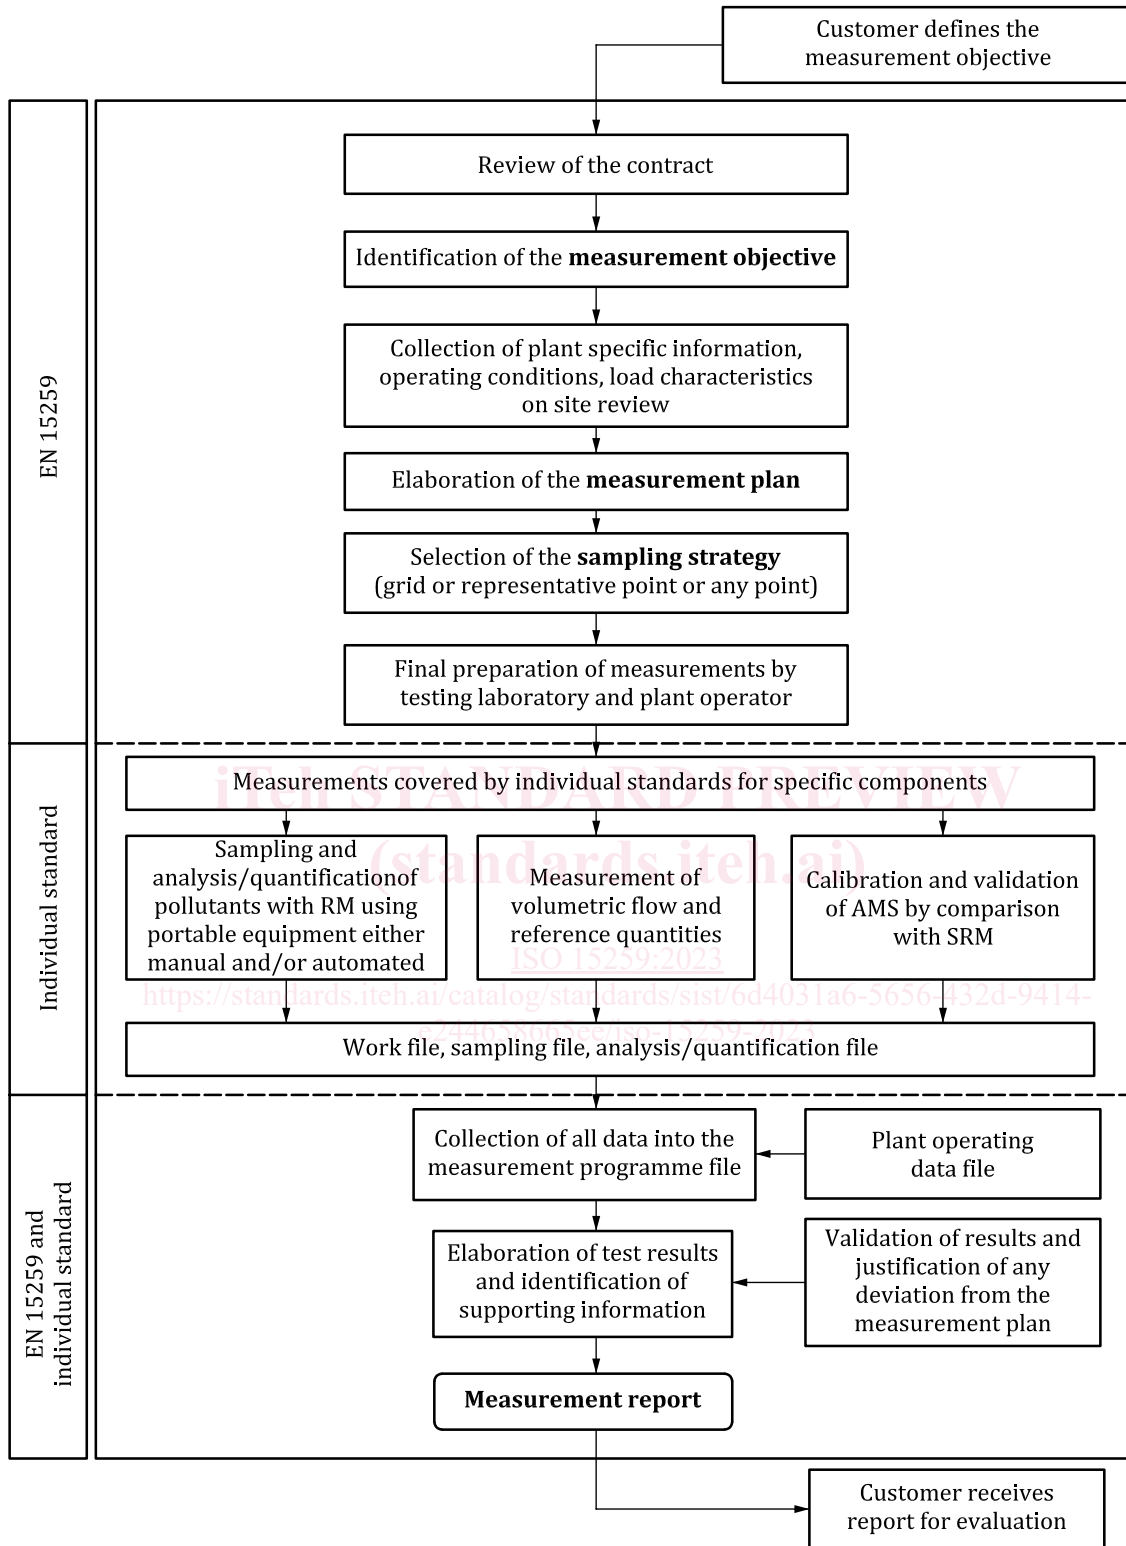 Customer defines the
measurement objective
Review of the contract
Identification of the measurement objective
Collection of plant specific information,
operating conditions, load characteristics
on site review
Elaboration of the measurement plan
Selection of the sampling strategy
(grid or representative point or any point)
Final preparation of measurements by
testing laboratory and plant operator
EN 15259
iTeh STANDARD PREVIEW
(standards.iteh.ai)
ISO 15259:2023
https://standards.iteh.ai/catalog/standards/sist/6d4031a6-5656-432d-9414-
e244658665ee/iso-15259-2023
Measurements covered by individual standards for specific components
Sampling and
analysis/quantificationof
pollutants with RM using
portable equipment either
manual and/or automated
Measurement of
volumetric flow and
reference quantities
Calibration and validation
of AMS by comparison
with SRM
Work file, sampling file, analysis/quantification file
Individual standard
Collection of all data into the
measurement programme file
Plant operating
data file
Elaboration of test results
and identification of
supporting information
Validation of results and
justification of any
deviation from the
measurement plan
Measurement report
EN 15259 and
individual standard
Customer receives
report for evaluation